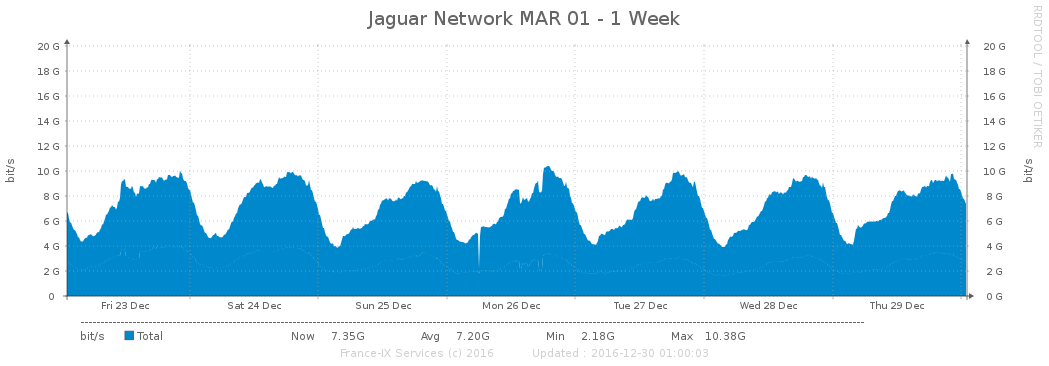 Jaguar Network MAR 01 - 1 Week
RRDTOOL / TOBI OETIKER
bit/s
20 G 20 G
18 G 18 G
16 G 16 G
14 G 14 G
12 G 12 G
10 G 10 G
8 G 8 G
6 G 6 G
4 G 4 G
2 G 2 G
0 0 G
bit/s
Fri 23 Dec Sat 24 Dec Sun 25 Dec Mon 26 Dec Tue 27 Dec Wed 28 Dec Thu 29 Dec
bit/s Total Now 7.35G Avg 7.20G Min 2.18G Max 10.38G
France-IX Services (c) 2016 Updated : 2016-12-30 01:00:03